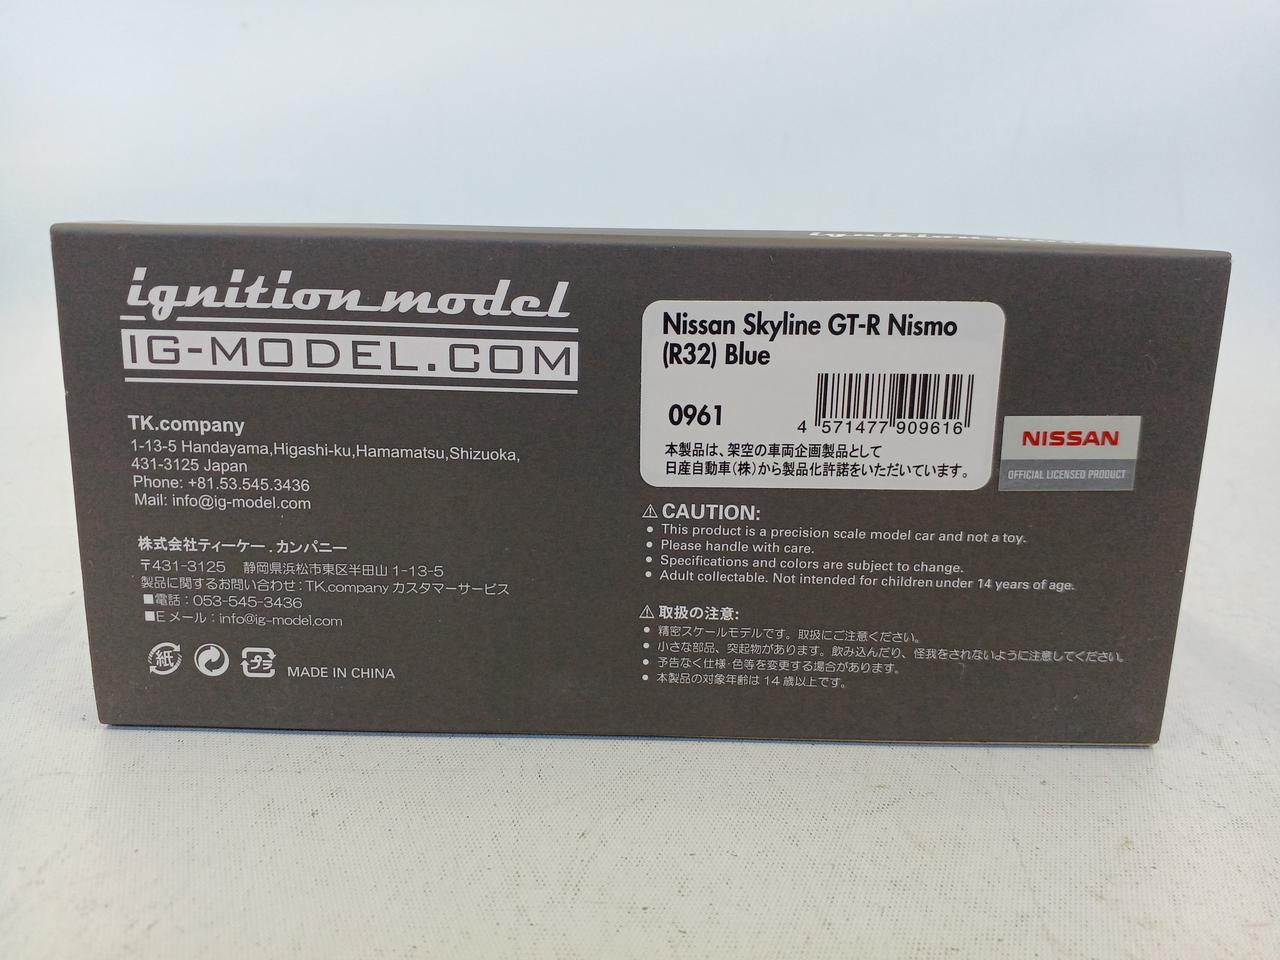 ignition model
IG-MODEL.COM
TK.company
1-13-5 Handayama,Higashi-ku,Hamamatsu,Shizuoka,
431-3125 Japan
Phone: +81.53.545.3436
Mail: info@ig-model.com
株式会社ティーケー.カンパニー
〒431-3125 静岡県浜松市東区半田山 1-13-5
製品に関するお問い合わせ：TK.company カスタマーサービス
■電話：053-545-3436
■E メール：info@ig-model.com
紙
プラ
MADE IN CHINA
Nissan Skyline GT-R Nismo
(R32) Blue
0961
4 571477 909616
本製品は、架空の車両企画製品として
日産自動車(株)から製品化許諾をいただいています。
NISSAN
OFFICIAL LICENSED PRODUCT
⚠ CAUTION:
• This product is a precision scale model car and not a toy.
• Please handle with care.
• Specifications and colors are subject to change.
• Adult collectable. Not intended for children under 14 years of age.
⚠ 取扱の注意:
• 精密スケールモデルです。取扱にご注意ください。
• 小さな部品、突起物があります。飲み込んだり、怪我をされないように注意してください。
• 予告なく仕様・色等を変更する場合があります。
• 本製品の対象年齢は 14 歳以上です。